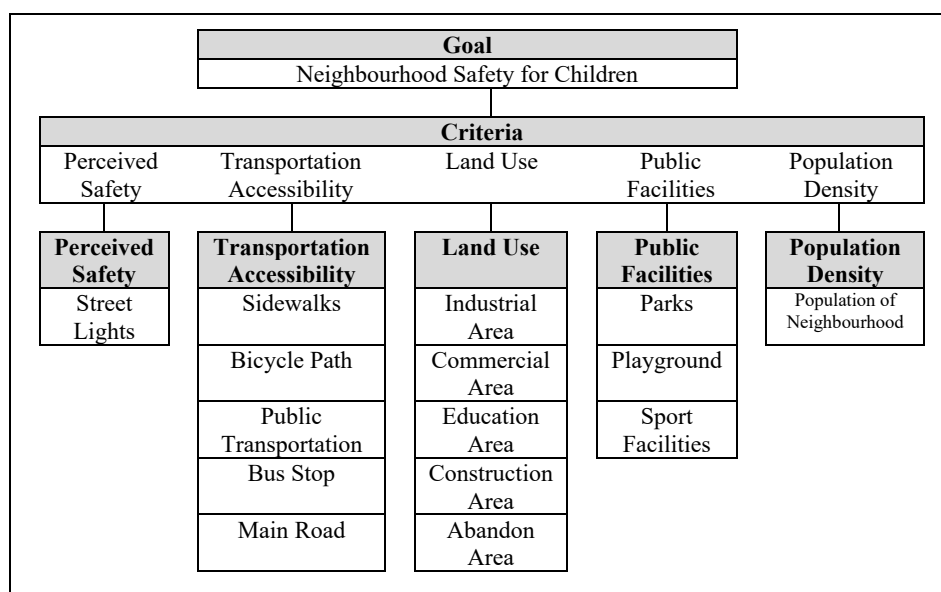 Goal
Neighbourhood Safety for Children
Criteria
Perceived
Safety
Transportation
Accessibility
Land Use
Public
Facilities
Population
Density
Perceived
Safety
Street
Lights
Transportation
Accessibility
Sidewalks
Bicycle Path
Public
Transportation
Bus Stop
Main Road
Land Use
Industrial
Area
Commercial
Area
Education
Area
Construction
Area
Abandon
Area
Public
Facilities
Parks
Playground
Sport
Facilities
Population
Density
Population of
Neighbourhood